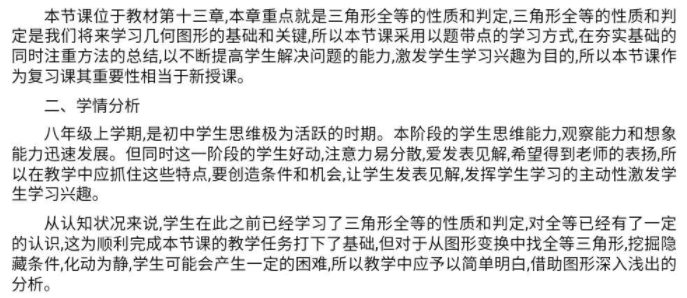 本节课位于教材第十三章,本章重点就是三角形全等的性质和判定,三角形全等的性质和判
定是我们将来学习几何图形的基础和关键,所以本节课采用以题带点的学习方式,在夯实基础的
同时注重方法的总结,以不断提高学生解决问题的能力,激发学生学习兴趣为目的,所以本节课作
为复习课其重要性相当于新授课。
二、学情分析
八年级上学期,是初中学生思维极为活跃的时期。本阶段的学生思维能力,观察能力和想象
能力迅速发展。但同时这一阶段的学生好动,注意力易分散,爱发表见解,希望得到老师的表扬,所
以在教学中应抓住这些特点,要创造条件和机会,让学生发表见解,发挥学生学习的主动性激发学
生学习兴趣。
从认知状况来说,学生在此之前已经学习了三角形全等的性质和判定,对全等已经有了一定
的认识,这为顺利完成本节课的教学任务打下了基础,但对于从图形变换中找全等三角形,挖掘隐
藏条件,化动为静,学生可能会产生一定的困难,所以教学中应予以简单明白,借助图形深入浅出的
分析。